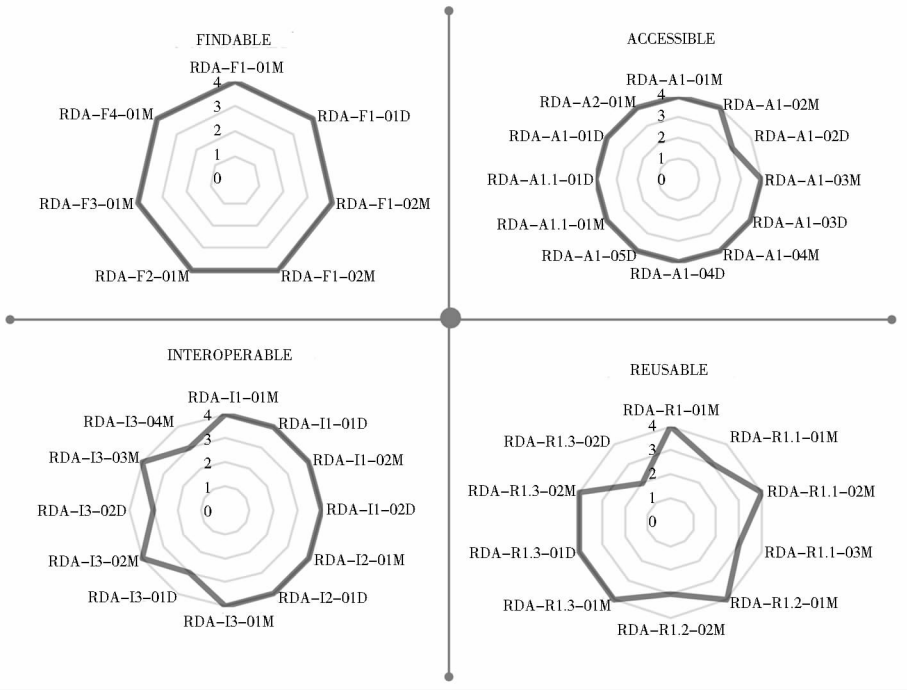 FINDABLE
RDA-F1-01M
4
3
2
1
0
RDA-F1-01D
RDA-F1-02M
RDA-F1-02M
RDA-F2-01M
RDA-F3-01M
RDA-F4-01M
ACCESSIBLE
RDA-A1-01M
4
3
2
1
0
RDA-A1-02M
RDA-A1-02D
RDA-A1-03M
RDA-A1-03D
RDA-A1-04M
RDA-A1-04D
RDA-A1-05D
RDA-A1.1-01M
RDA-A1.1-01D
RDA-A1-01D
RDA-A2-01M
INTEROPERABLE
RDA-I1-01M
4
3
2
1
0
RDA-I1-01D
RDA-I1-02M
RDA-I1-02D
RDA-I2-01M
RDA-I2-01D
RDA-I3-01M
RDA-I3-01D
RDA-I3-02M
RDA-I3-02D
RDA-I3-03M
RDA-I3-04M
REUSABLE
RDA-R1-01M
4
3
2
1
0
RDA-R1.1-01M
RDA-R1.1-02M
RDA-R1.1-03M
RDA-R1.2-01M
RDA-R1.2-02M
RDA-R1.3-01M
RDA-R1.3-01D
RDA-R1.3-02M
RDA-R1.3-02D